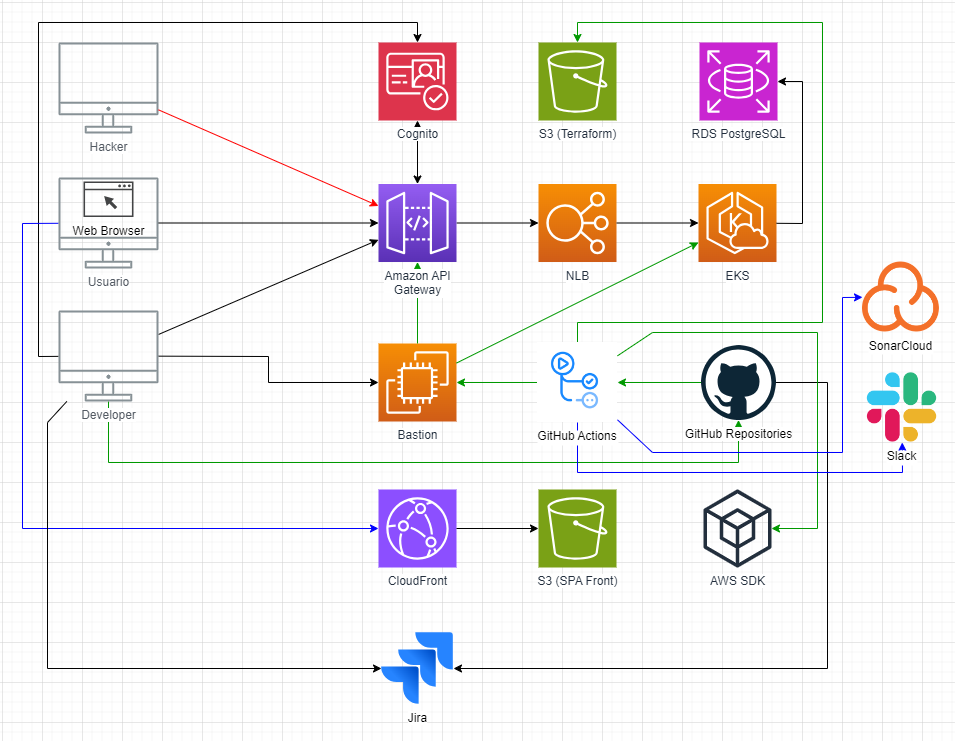 Hacker
Cognito
S3 (Terraform)
RDS PostgreSQL
Web Browser
Usuario
Amazon API
Gateway
NLB
EKS
SonarCloud
Developer
Bastion
GitHub Actions
GitHub Repositories
Slack
CloudFront
S3 (SPA Front)
AWS SDK
Jira